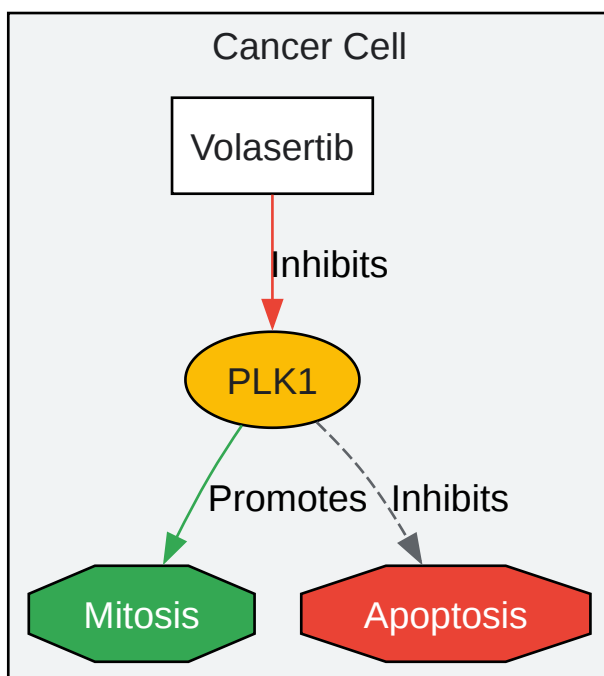 Cancer Cell
Volasertib
Inhibits
PLK1
Promotes
Inhibits
Mitosis
Apoptosis